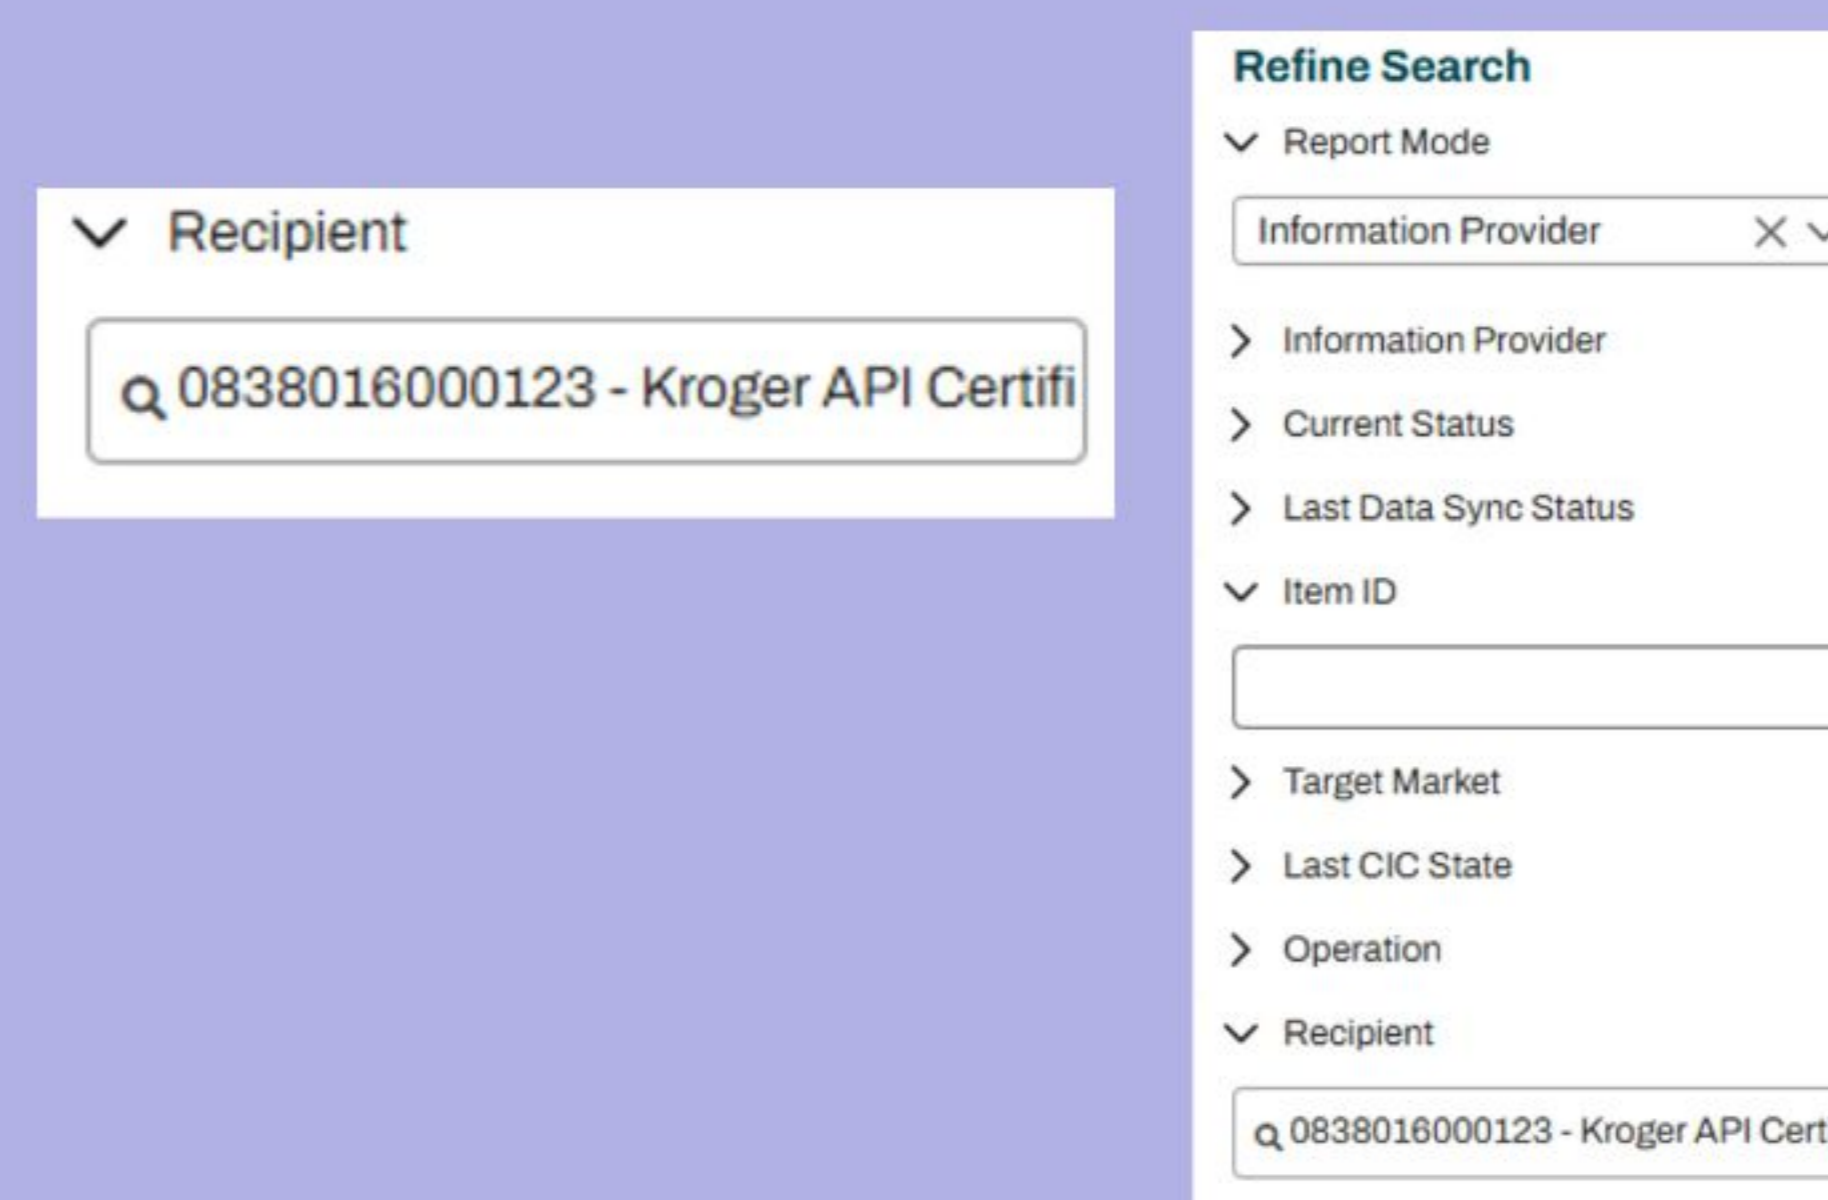 Recipient
0838016000123 - Kroger API Certifi
Refine Search
Report Mode
Information Provider
Information Provider
Current Status
Last Data Sync Status
Item ID
Target Market
Last CIC State
Operation
Recipient
0838016000123 - Kroger API Cert